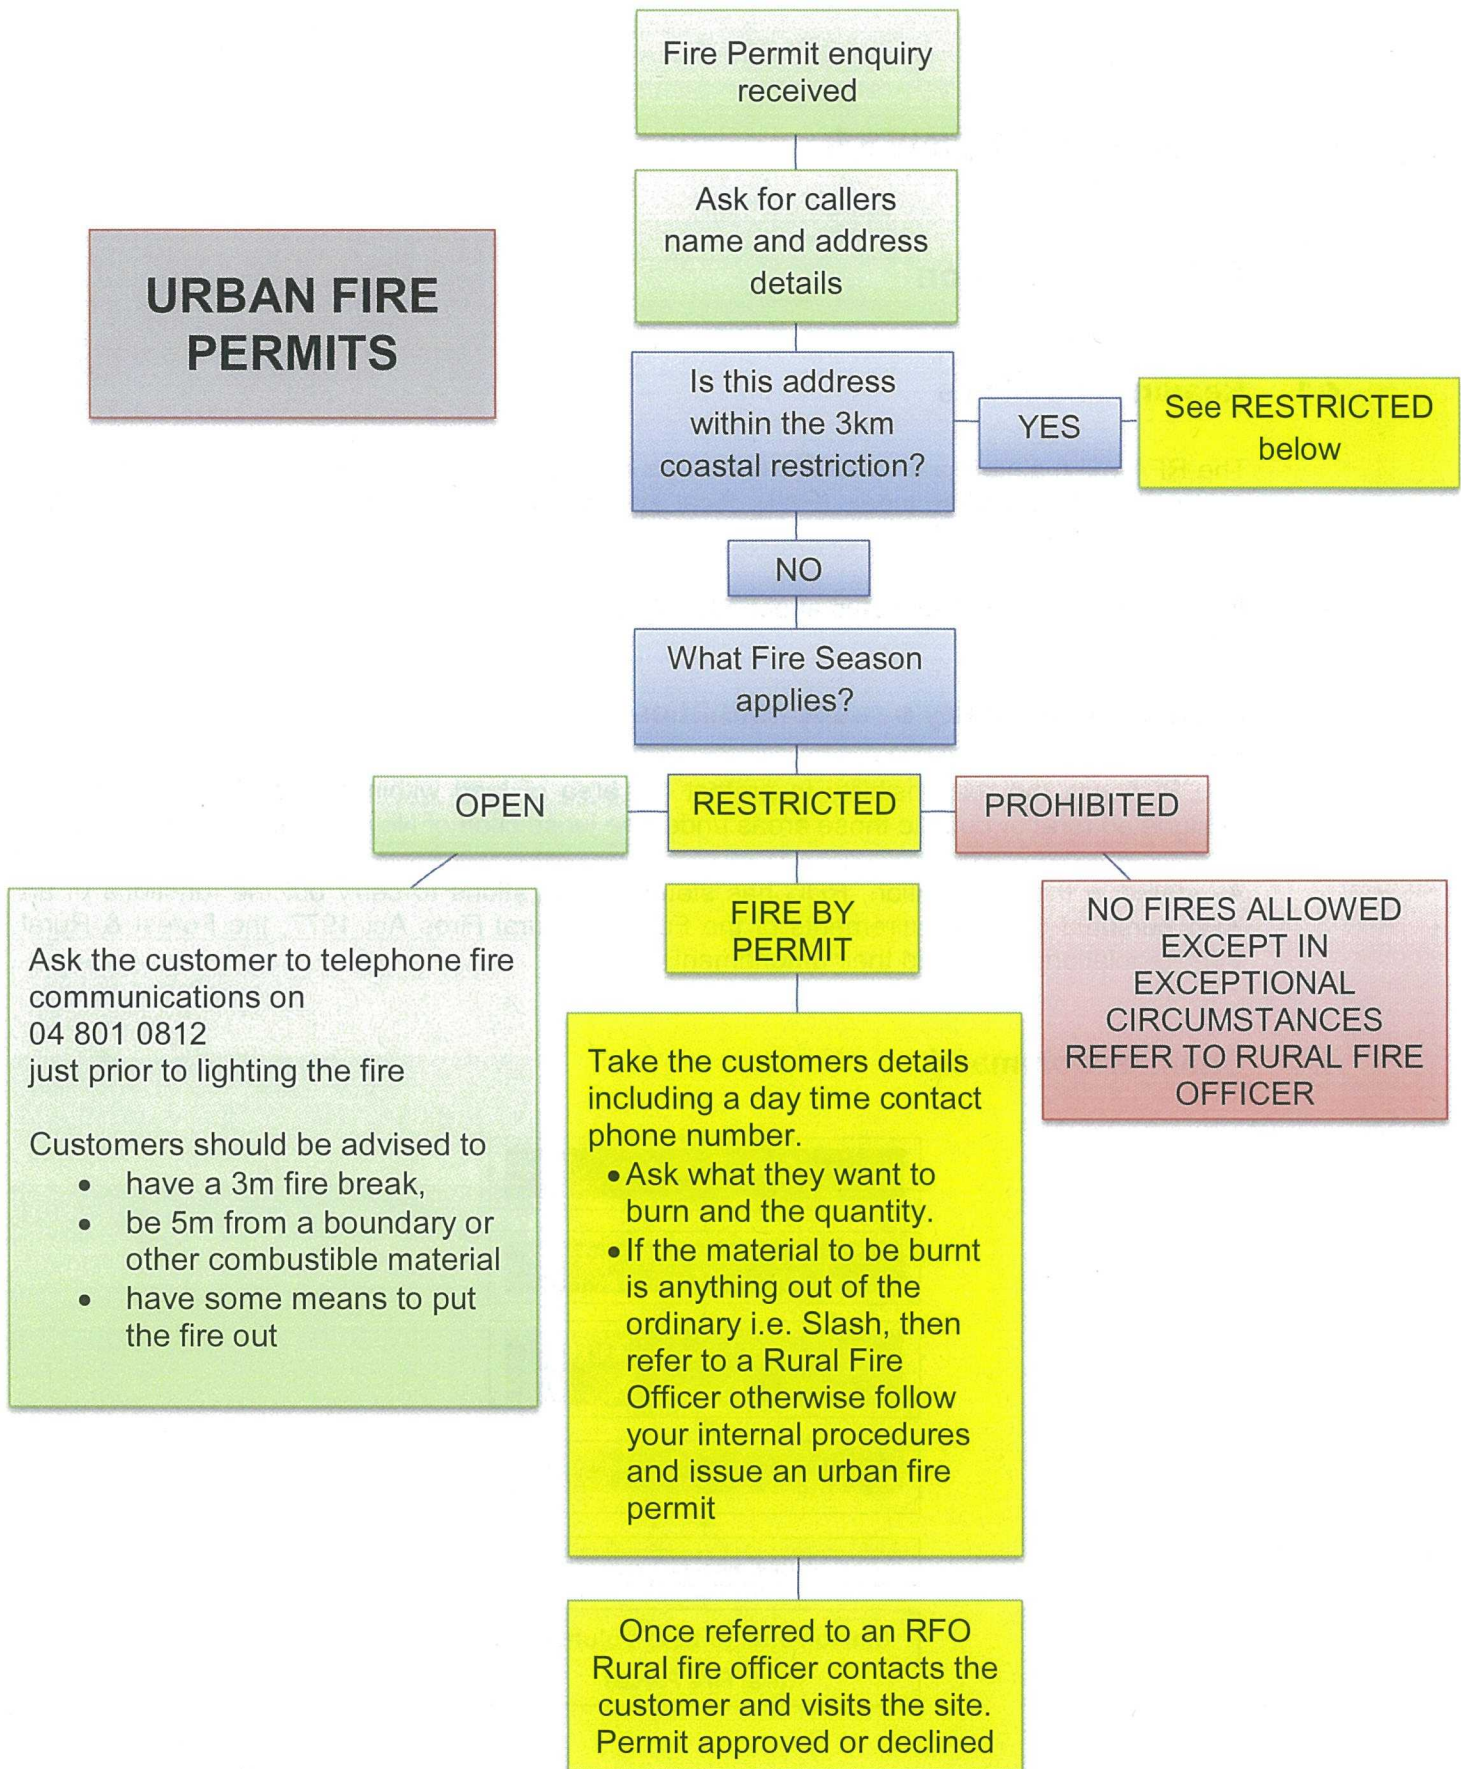 Fire Permit enquiry
received
Ask for callers
name and address
details
URBAN FIRE
PERMITS
Is this address
within the 3km
coastal restriction?
YES
See RESTRICTED
below
NO
What Fire Season
applies?
OPEN
RESTRICTED
PROHIBITED
Ask the customer to telephone fire
communications on
04 801 0812
just prior to lighting the fire
Customers should be advised to
• have a 3m fire break,
• be 5m from a boundary or
other combustible material
• have some means to put
the fire out
FIRE BY
PERMIT
Take the customers details
including a day time contact
phone number.
• Ask what they want to
burn and the quantity.
• If the material to be burnt
is anything out of the
ordinary i.e. Slash, then
refer to a Rural Fire
Officer otherwise follow
your internal procedures
and issue an urban fire
permit
Once referred to an RFO
Rural fire officer contacts the
customer and visits the site.
Permit approved or declined
NO FIRES ALLOWED
EXCEPT IN
EXCEPTIONAL
CIRCUMSTANCES
REFER TO RURAL FIRE
OFFICER